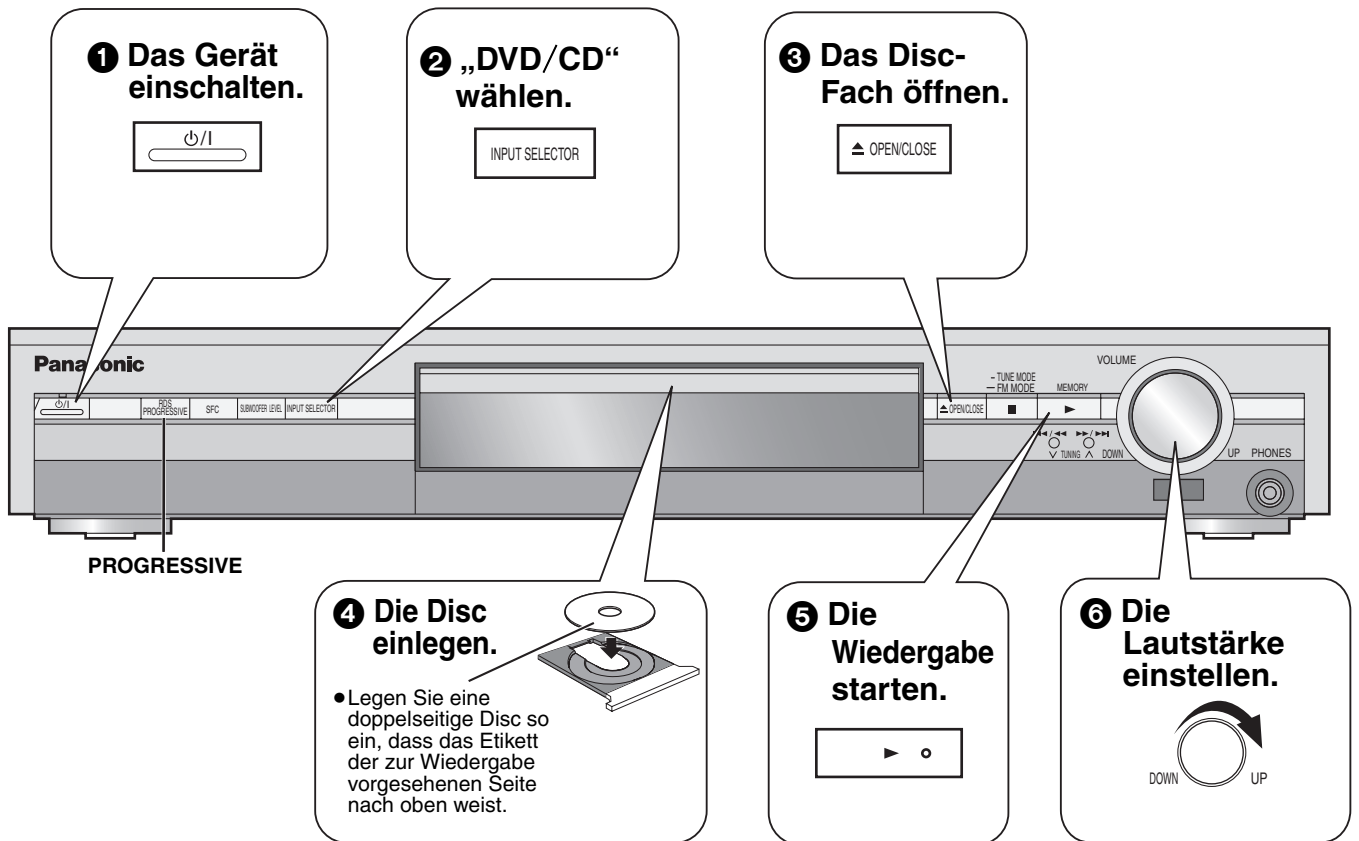 ❶ Das Gerät
einschalten.
⏻/I
❷ „DVD/CD“
wählen.
INPUT SELECTOR
❸ Das Disc-
Fach öffnen.
⏏ OPEN/CLOSE
Panasonic
⏻/I
RDS
PROGRESSIVE
SFC
SUBWOOFER LEVEL
INPUT SELECTOR
⏏ OPEN/CLOSE
– TUNE MODE
— FM MODE
■
MEMORY
►
VOLUME
⏮/◄◄ ►►/⏭
∨ TUNING ∧
DOWN
UP
PHONES
PROGRESSIVE
❹ Die Disc
einlegen.
●Legen Sie eine
doppelseitige Disc so
ein, dass das Etikett
der zur Wiedergabe
vorgesehenen Seite
nach oben weist.
❺ Die
Wiedergabe
starten.
►
❻ Die
Lautstärke
einstellen.
DOWN
UP